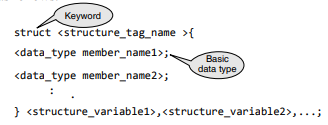 Keyword
struct <structure_tag_name >{
<data_type member_name1>;
Basic
data type
<data_type member_name2>;
:
.
} <structure_variable1>,<structure_variable2>,...;